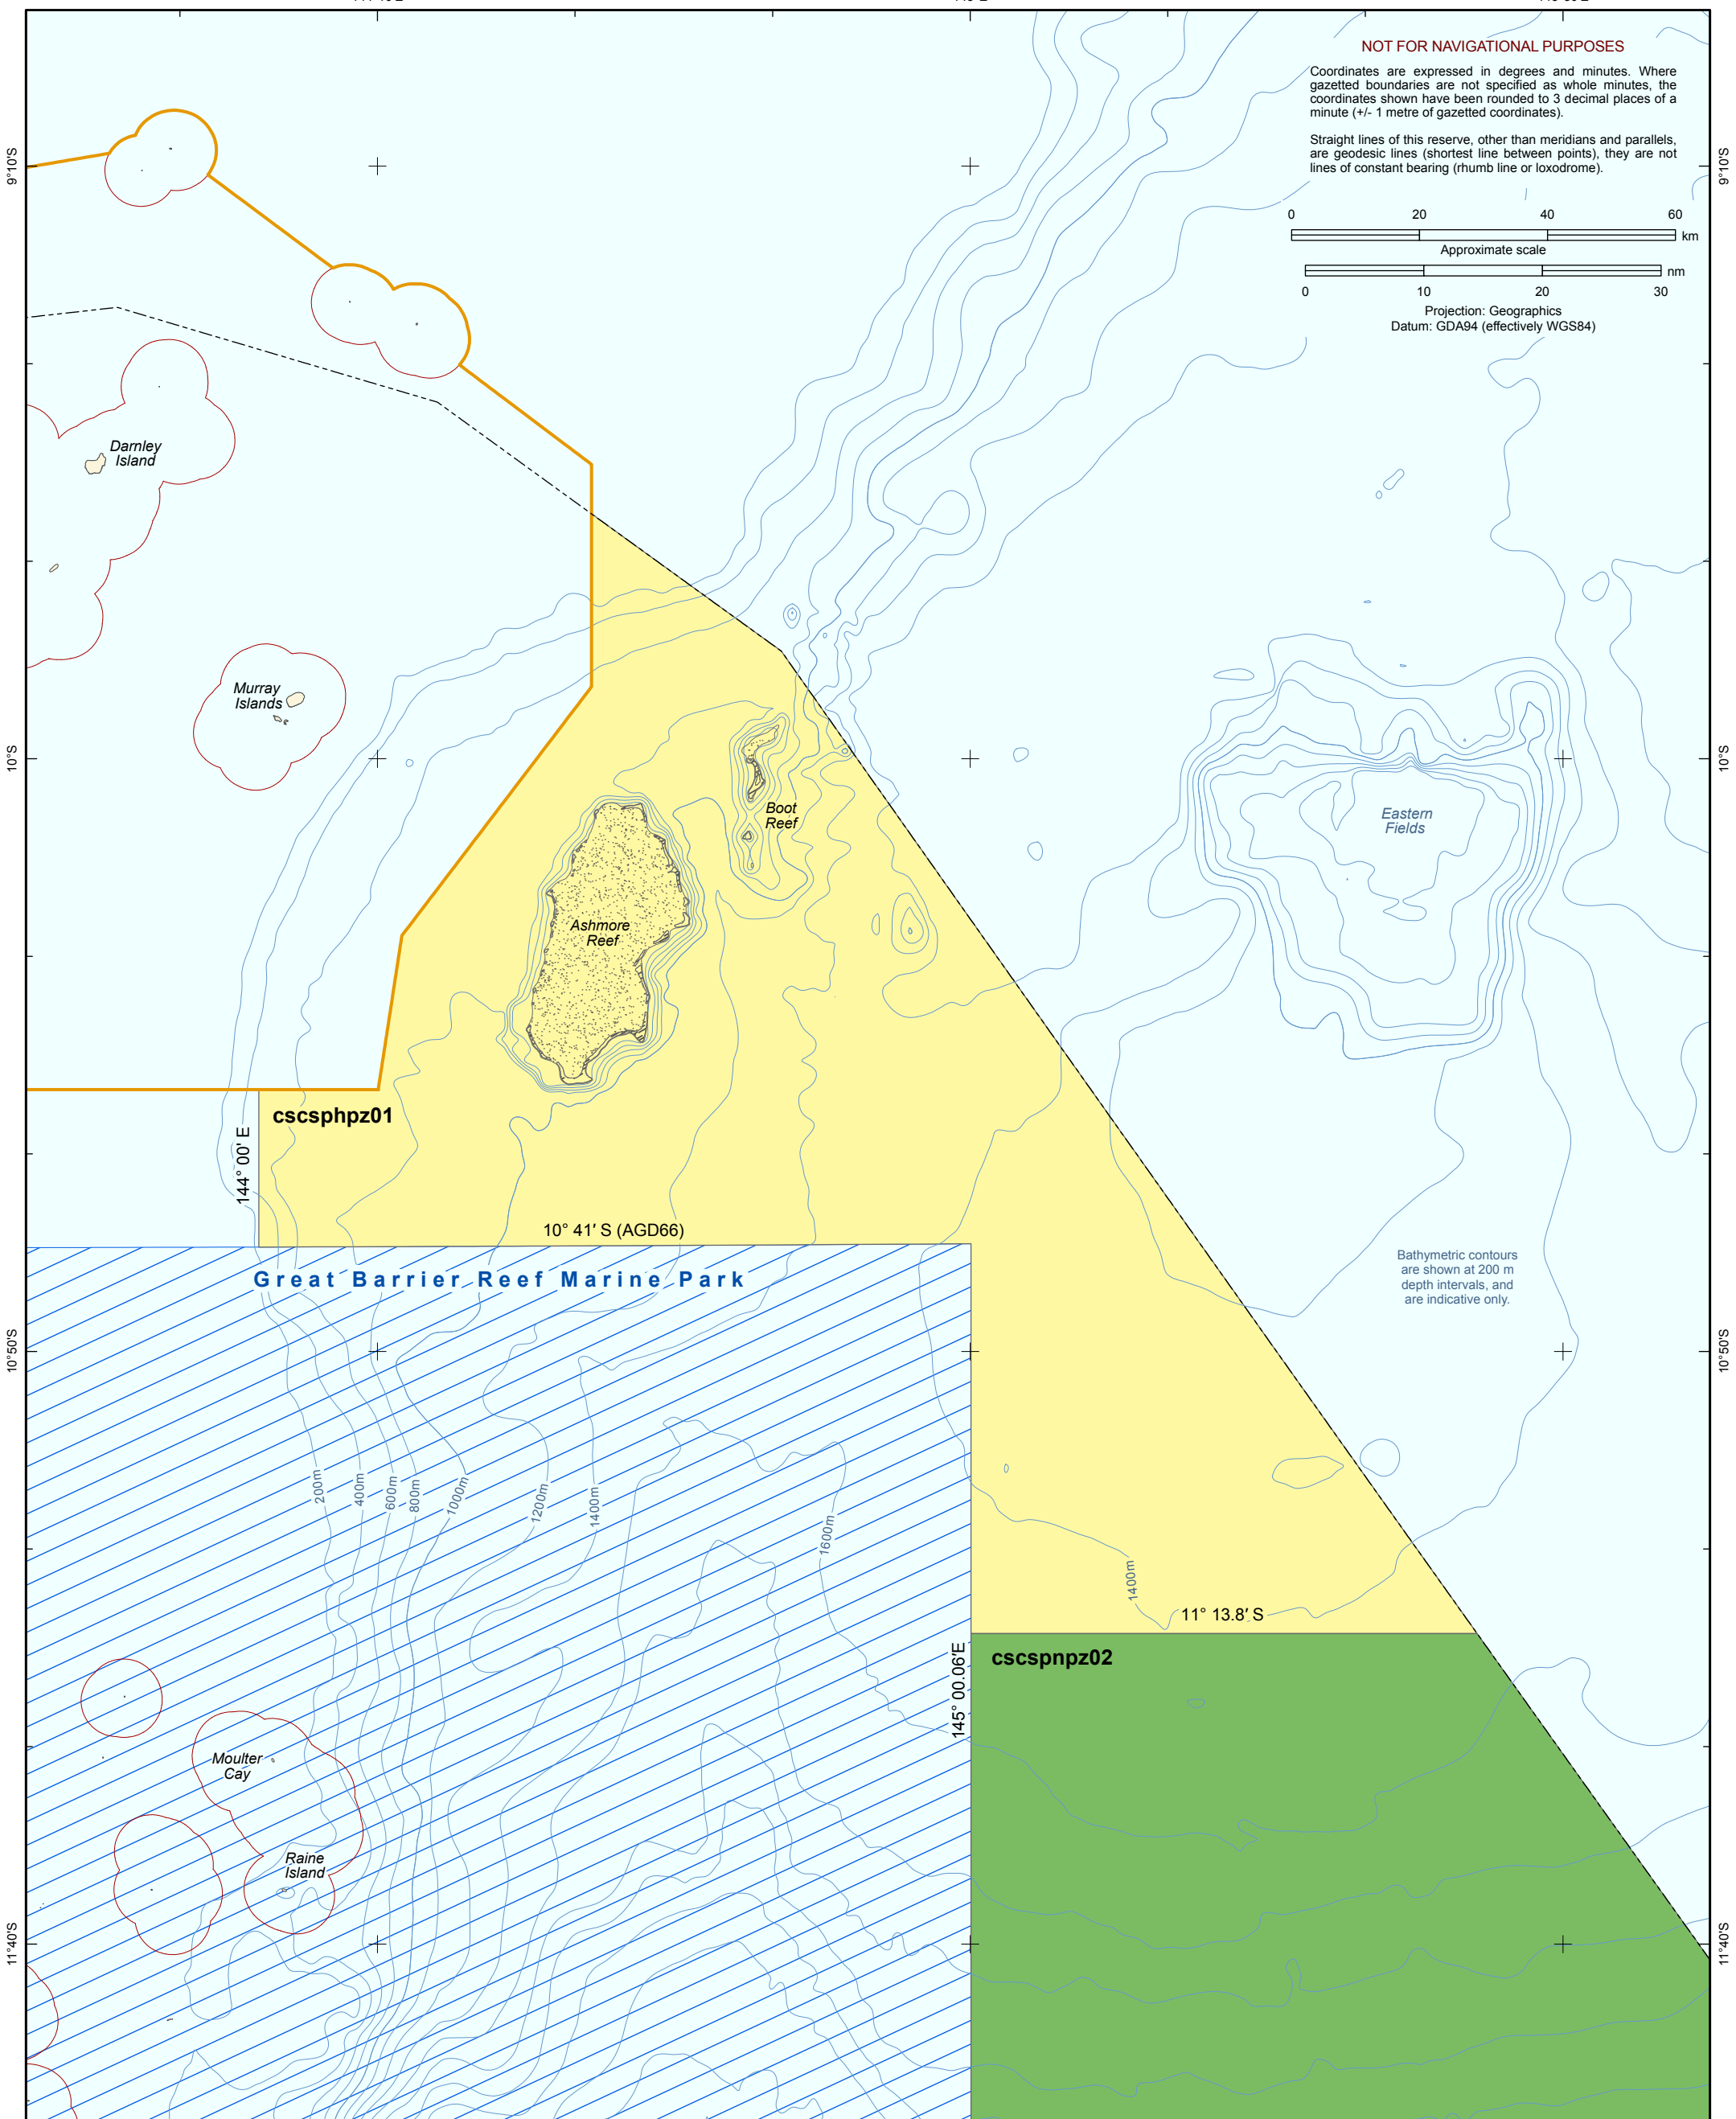 NOT FOR NAVIGATIONAL PURPOSES
Coordinates are expressed in degrees and minutes. Where
gazetted boundaries are not specified as whole minutes, the
coordinates shown have been rounded to 3 decimal places of a
minute (+/- 1 metre of gazetted coordinates).
Straight lines of this reserve, other than meridians and parallels,
are geodesic lines (shortest line between points), they are not
lines of constant bearing (rhumb line or loxodrome).
0 20 40 60
km
Approximate scale
nm
0 10 20 30
Projection: Geographics
Datum: GDA94 (effectively WGS84)
9°10'S
9°10'S
Darnley
Island
Murray
Islands
10°S
10°S
Boot
Reef
Eastern
Fields
Ashmore
Reef
cscsphpz01
144° 00' E
10° 41' S (AGD66)
Great Barrier Reef Marine Park
Bathymetric contours
are shown at 200 m
depth intervals, and
are indicative only.
10°50'S
10°50'S
200m
400m
600m
800m
1000m
1200m
1400m
1600m
1400m
11° 13.8' S
cscspnpz02
145° 00.06'E
Moulter
Cay
Raine
Island
11°40'S
11°40'S